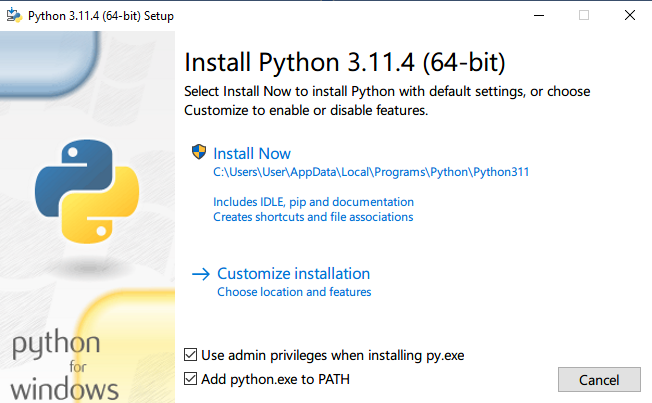 Python 3.11.4 (64-bit) Setup
Install Python 3.11.4 (64-bit)
Select Install Now to install Python with default settings, or choose
Customize to enable or disable features.
Install Now
C:\Users\User\AppData\Local\Programs\Python\Python311
Includes IDLE, pip and documentation
Creates shortcuts and file associations
Customize installation
Choose location and features
Use admin privileges when installing py.exe
Add python.exe to PATH
Cancel
python
for
windows